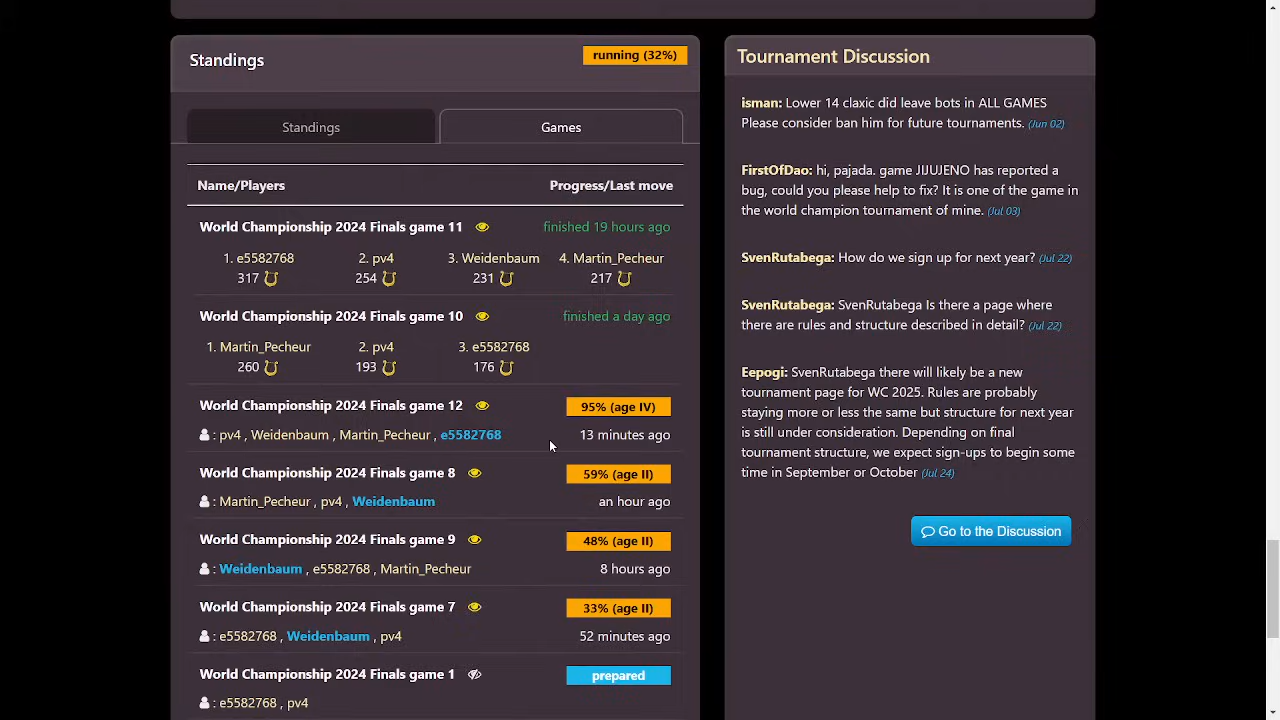 Standings
running (32%)
Standings
Games
Name/Players
Progress/Last move
World Championship 2024 Finals game 11
finished 19 hours ago
1. e5582768
2. pv4
3. Weidenbaum
4. Martin_Pecheur
317
254
231
217
World Championship 2024 Finals game 10
finished a day ago
1. Martin_Pecheur
2. pv4
3. e5582768
260
193
176
World Championship 2024 Finals game 12
95% (age IV)
: pv4 , Weidenbaum , Martin_Pecheur , e5582768
13 minutes ago
World Championship 2024 Finals game 8
59% (age II)
: Martin_Pecheur , pv4 , Weidenbaum
an hour ago
World Championship 2024 Finals game 9
48% (age II)
: Weidenbaum , e5582768 , Martin_Pecheur
8 hours ago
World Championship 2024 Finals game 7
33% (age II)
: e5582768 , Weidenbaum , pv4
52 minutes ago
World Championship 2024 Finals game 1
prepared
: e5582768 , pv4
Tournament Discussion
isman: Lower 14 claxic did leave bots in ALL GAMES
Please consider ban him for future tournaments. (Jun 02)
FirstOfDao: hi, pajada. game JIJUJENO has reported a
bug, could you please help to fix? It is one of the game in
the world champion tournament of mine. (Jul 03)
SvenRutabega: How do we sign up for next year? (Jul 22)
SvenRutabega: SvenRutabega Is there a page where
there are rules and structure described in detail? (Jul 22)
Eepogi: SvenRutabega there will likely be a new
tournament page for WC 2025. Rules are probably
staying more or less the same but structure for next year
is still under consideration. Depending on final
tournament structure, we expect sign-ups to begin some
time in September or October (Jul 24)
Go to the Discussion